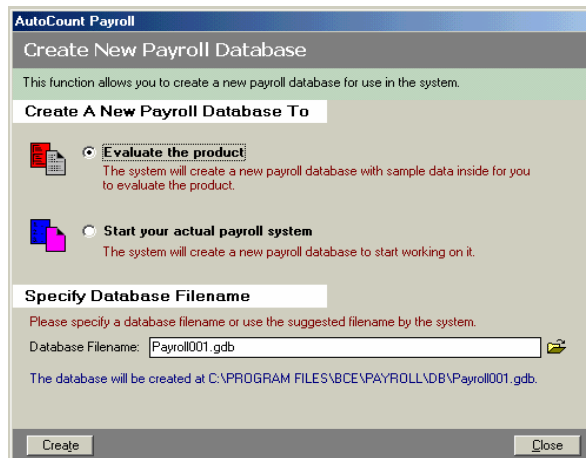 AutoCount Payroll
Create New Payroll Database
This function allows you to create a new payroll database for use in the system.
Create A New Payroll Database To
Evaluate the product
The system will create a new payroll database with sample data inside for you
to evaluate the product.
Start your actual payroll system
The system will create a new payroll database to start working on it.
Specify Database Filename
Please specify a database filename or use the suggested filename by the system.
Database Filename: Payroll001.gdb
The database will be created at C:\PROGRAM FILES\BCE\PAYROLL\DB\Payroll001.gdb.
Create Close